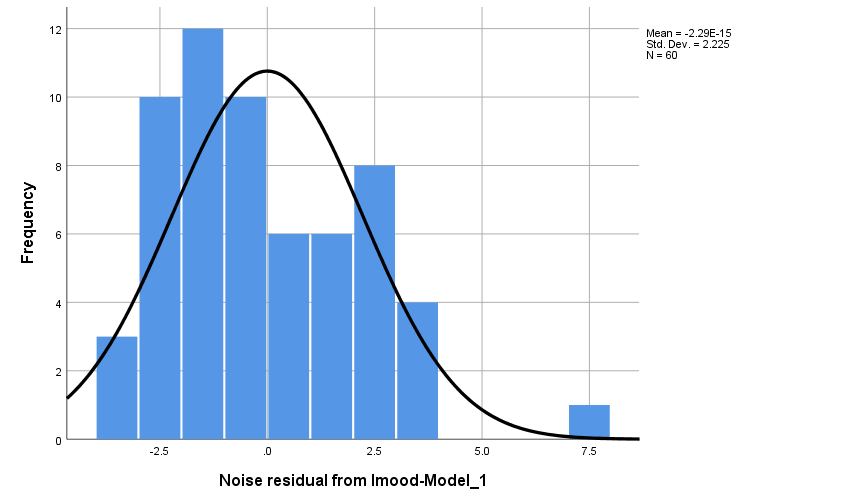 Mean = -2.29E-15
Std. Dev. = 2.225
N = 60
12
10
8
6
4
2
0
Frequency
-2.5
.0
2.5
5.0
7.5
Noise residual from lmood-Model_1